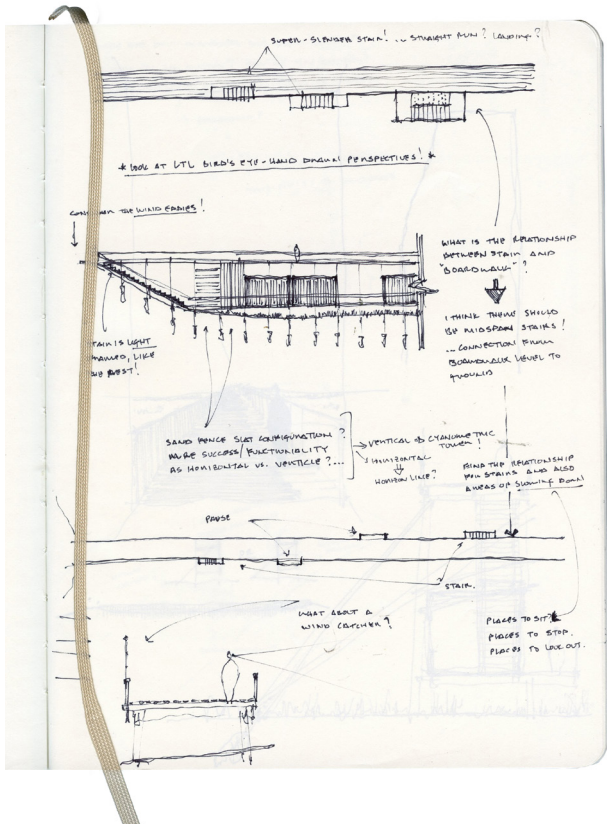 SUPER-SLENDER STAIR! ... STRAIGHT RUN? LANDING?
* LOOK AT LTL BIRD'S EYE-HAND DRAWN PERSPECTIVES! *
THE WIND EDDIES!
WHAT IS THE RELATIONSHIP
BETWEEN STAIR AND
"BOARDWALK"?
I THINK THERE SHOULD
BE MIDSPAN STAIRS!
... CONNECTION FROM
BOARDWALK LEVEL TO
GROUND
TAIR IS LIGHT
LIKE
REST!
SAND FENCE SLAT CONFIGURATION?
MORE SUCCESS/FUNCTIONALITY
AS HORIZONTAL VS. VERTICLE?...
VERTICAL CYANOMETRIC
TOWER!
HORIZONTAL
HORIZON LINE?
FIND THE RELATIONSHIP
FOR STAIRS AND ALSO
AREAS OF SLOWING DOWN
PAUSE
STAIR.
WHAT ABOUT A
WIND CATCHER?
PLACES TO SIT?
PLACES TO STOP.
PLACES TO LOOK OUT.